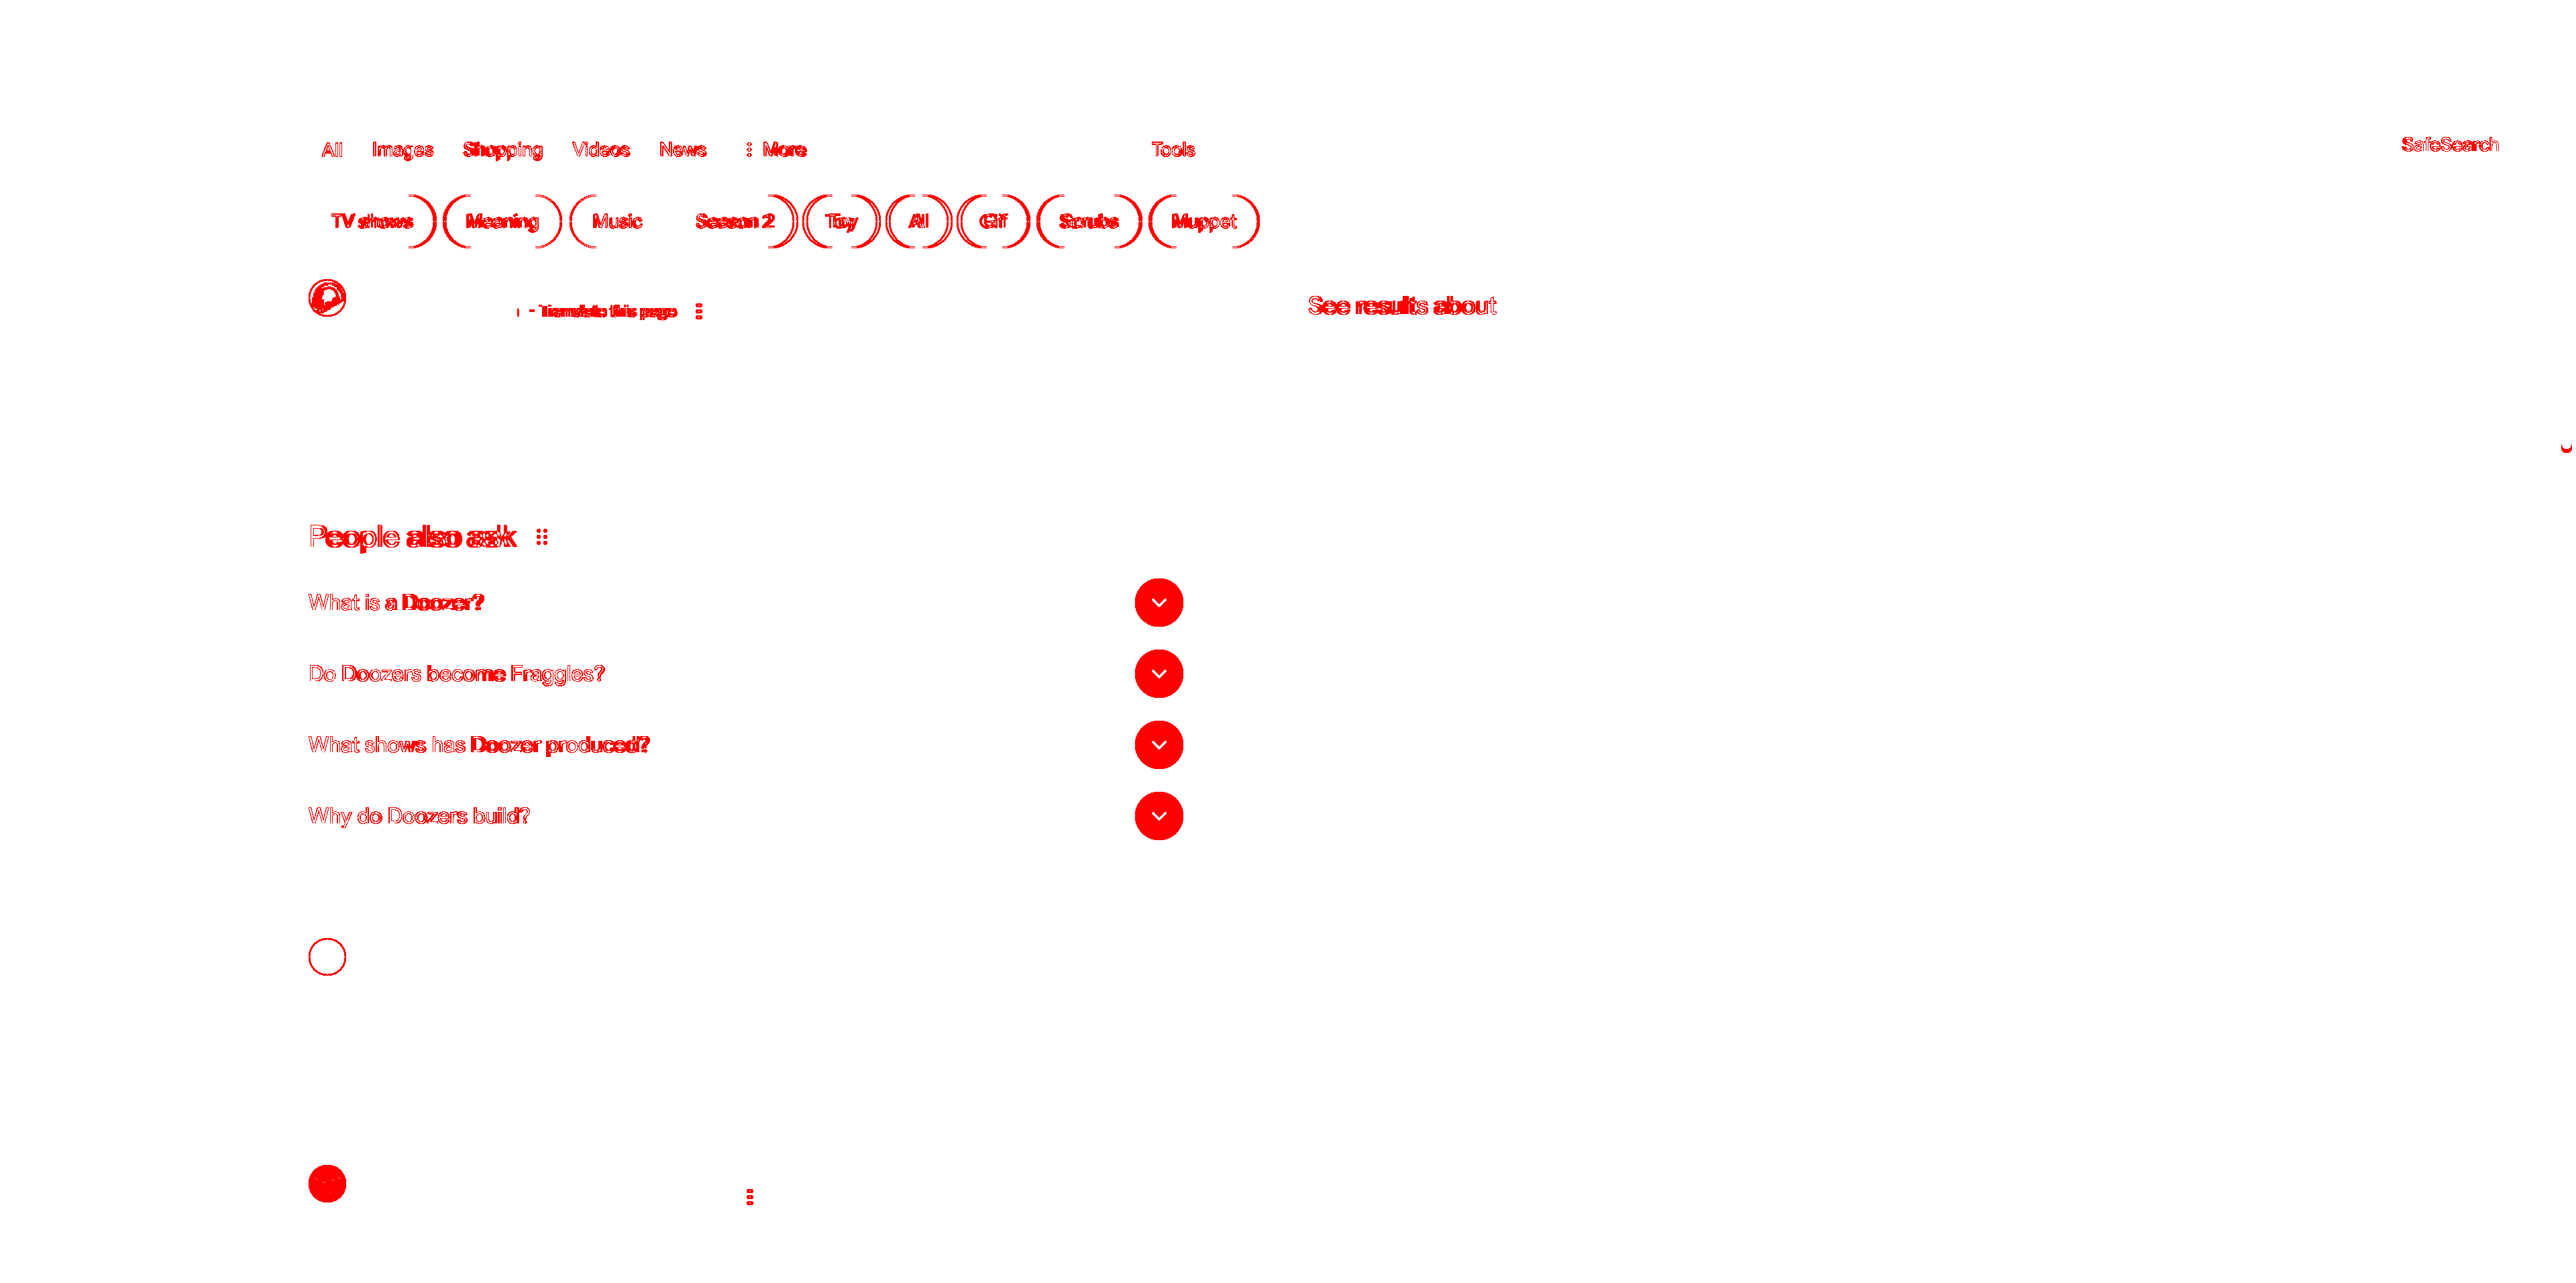 All Images Shopping Videos News More Tools SafeSearch
TV shows Meaning Music Season 2 Toy All Gif Scrubs Muppet
- Translate this page
See results about
People also ask
What is a Doozer?
Do Doozers become Fraggles?
What shows has Doozer produced?
Why do Doozers build?